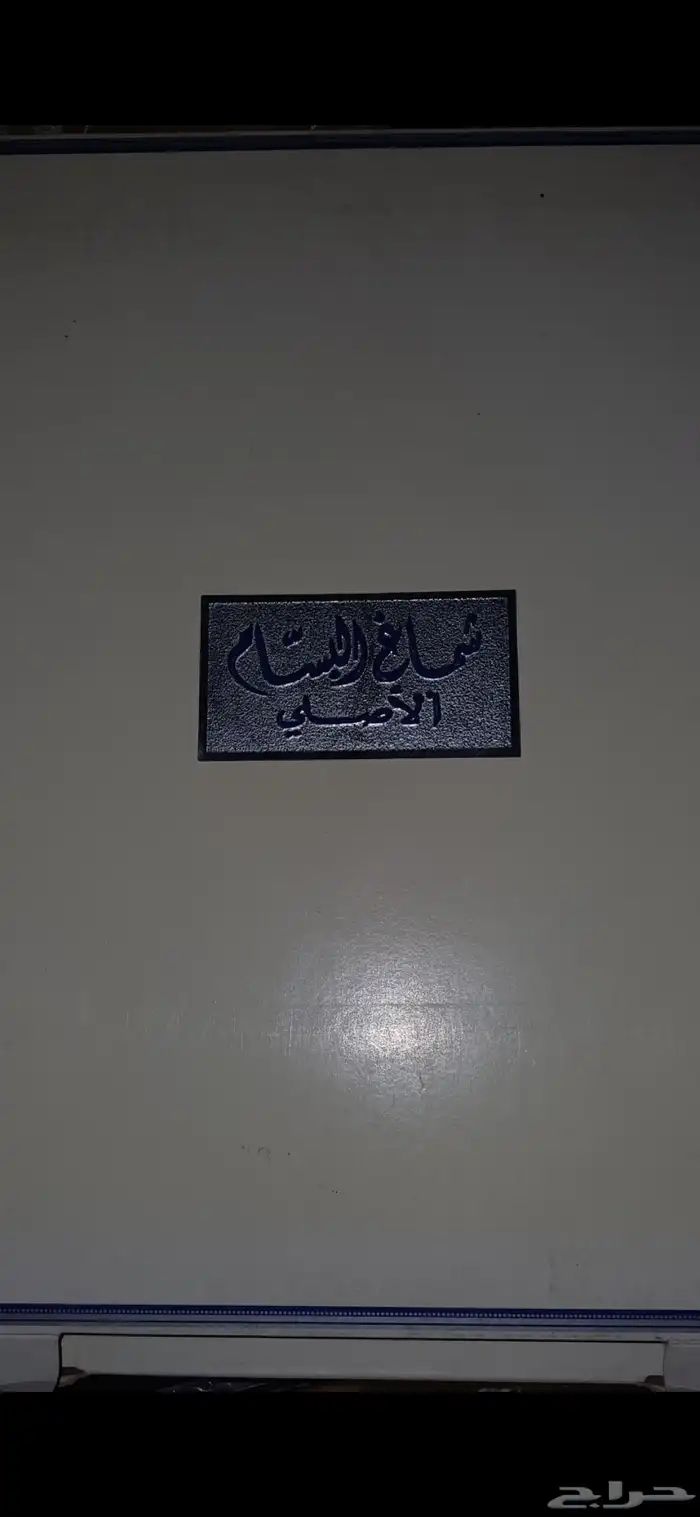 شماغ البسام
الأصلي
حراج